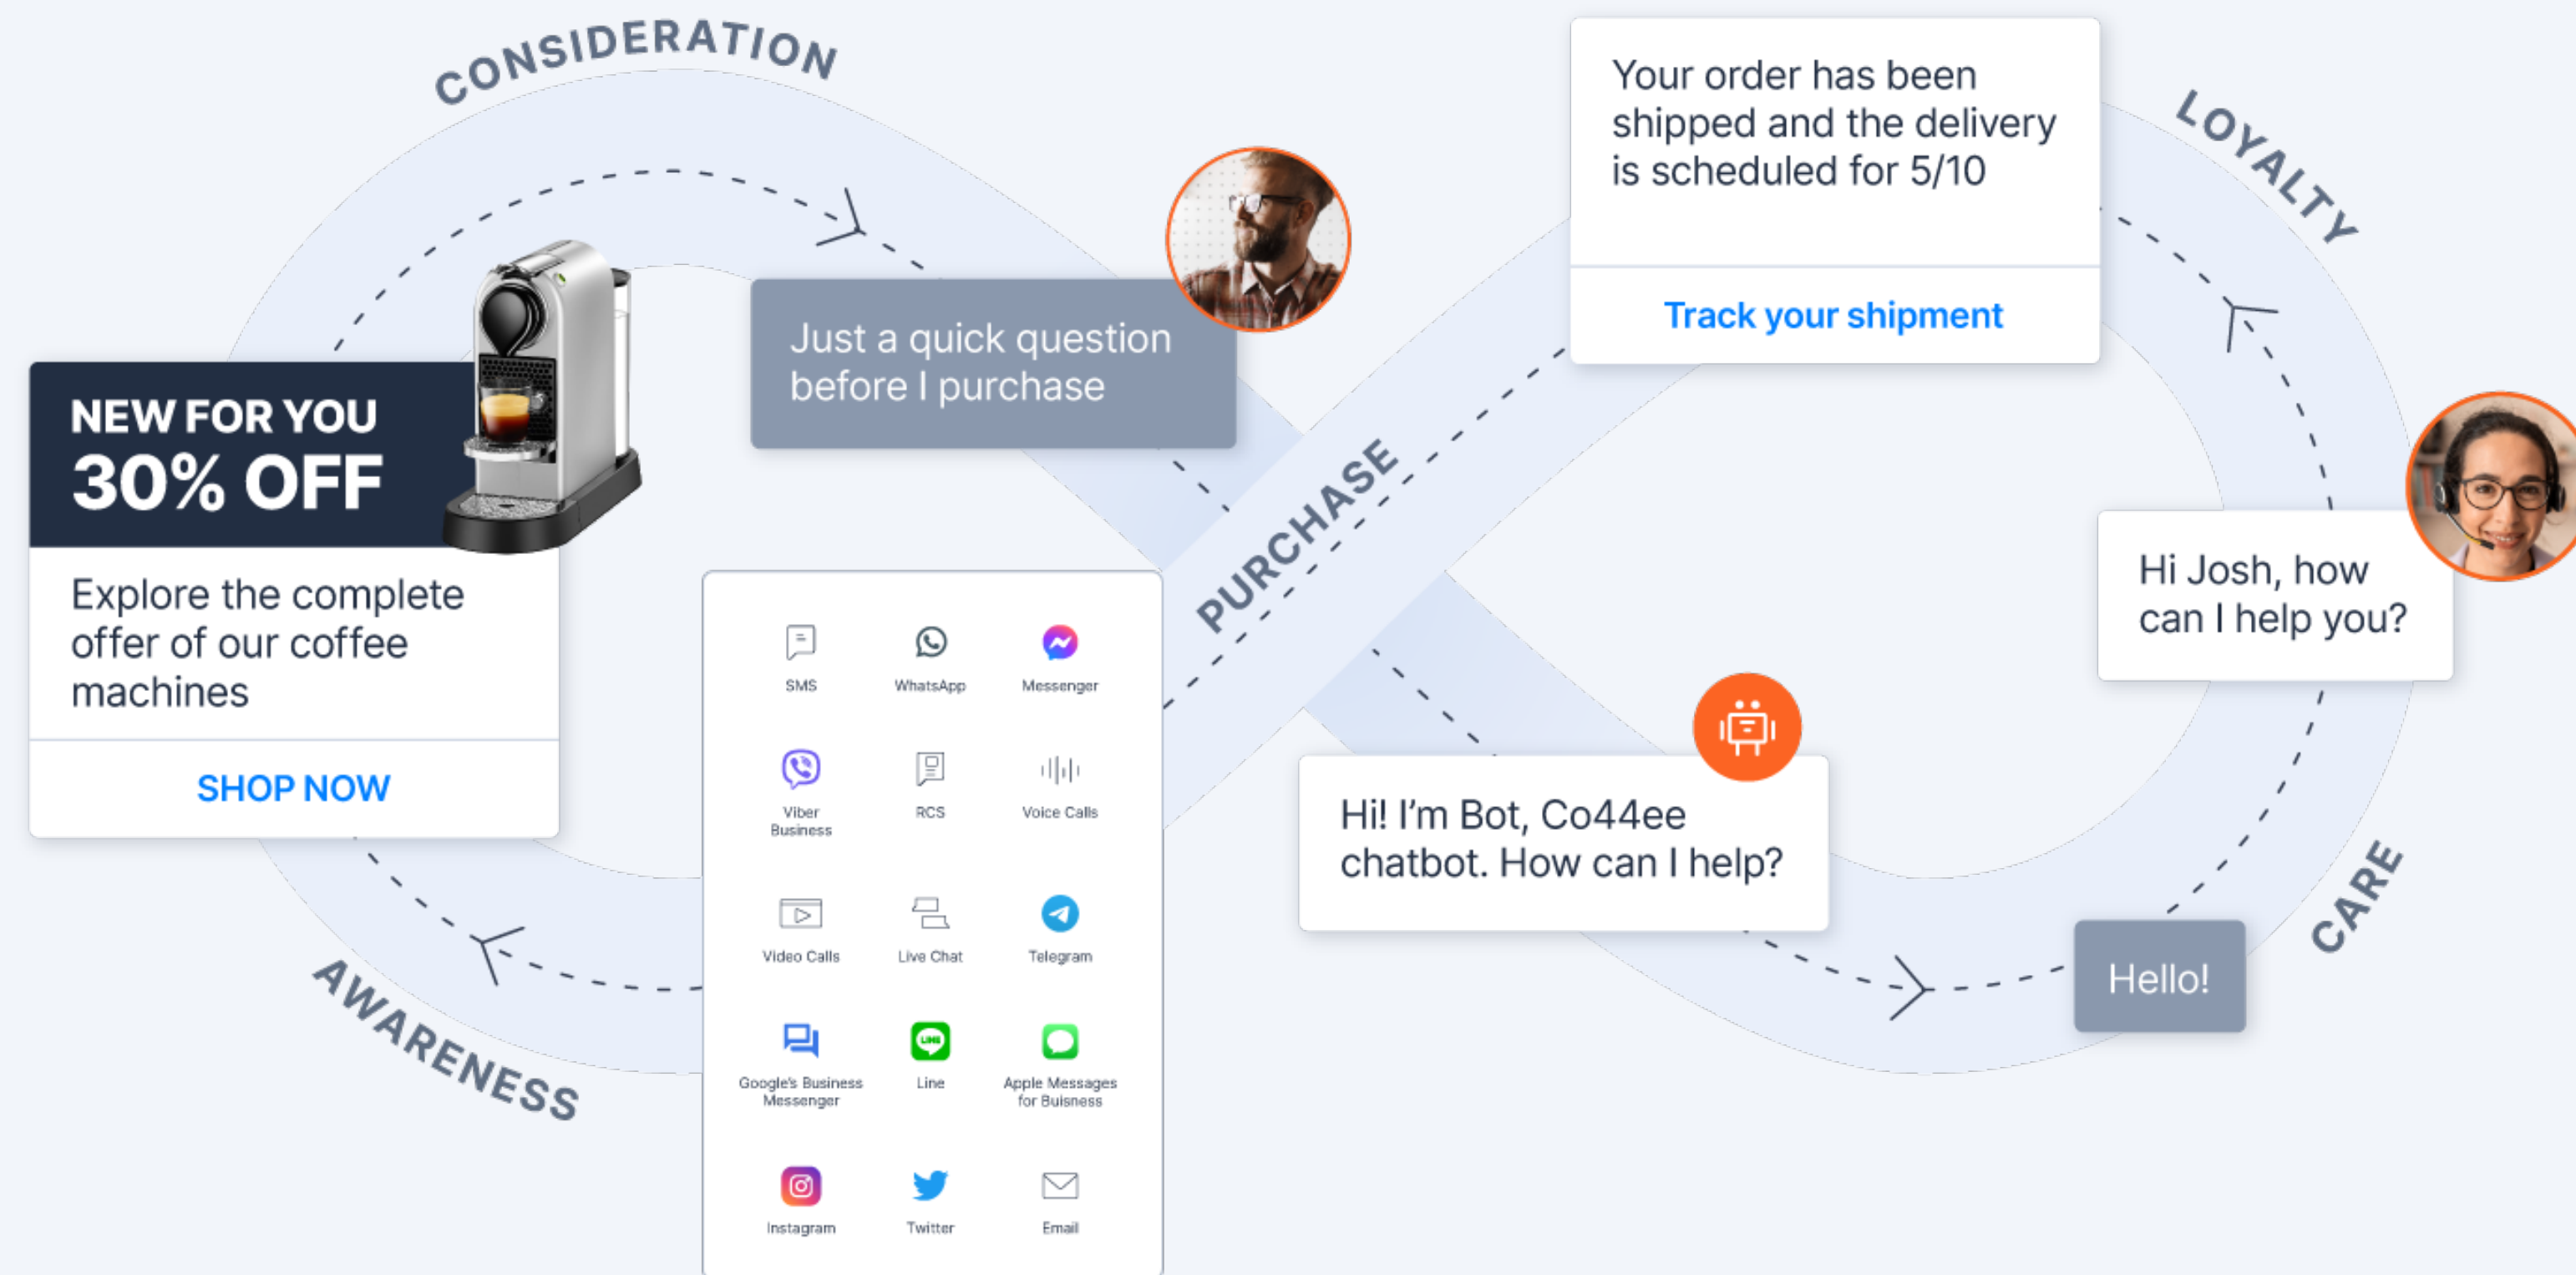 CONSIDERATION
NEW FOR YOU
30% OFF
Explore the complete
offer of our coffee
machines
SHOP NOW
AWARENESS
Just a quick question
before I purchase
SMS
WhatsApp
Messenger
Viber
Business
RCS
Voice Calls
Video Calls
Live Chat
Telegram
Google's Business
Messenger
LINE
Line
Apple Messages
for Buisness
Instagram
Twitter
Email
PURCHASE
Your order has been
shipped and the delivery
is scheduled for 5/10
Track your shipment
LOYALTY
Hi Josh, how
can I help you?
Hi! I'm Bot, Co44ee
chatbot. How can I help?
Hello!
CARE